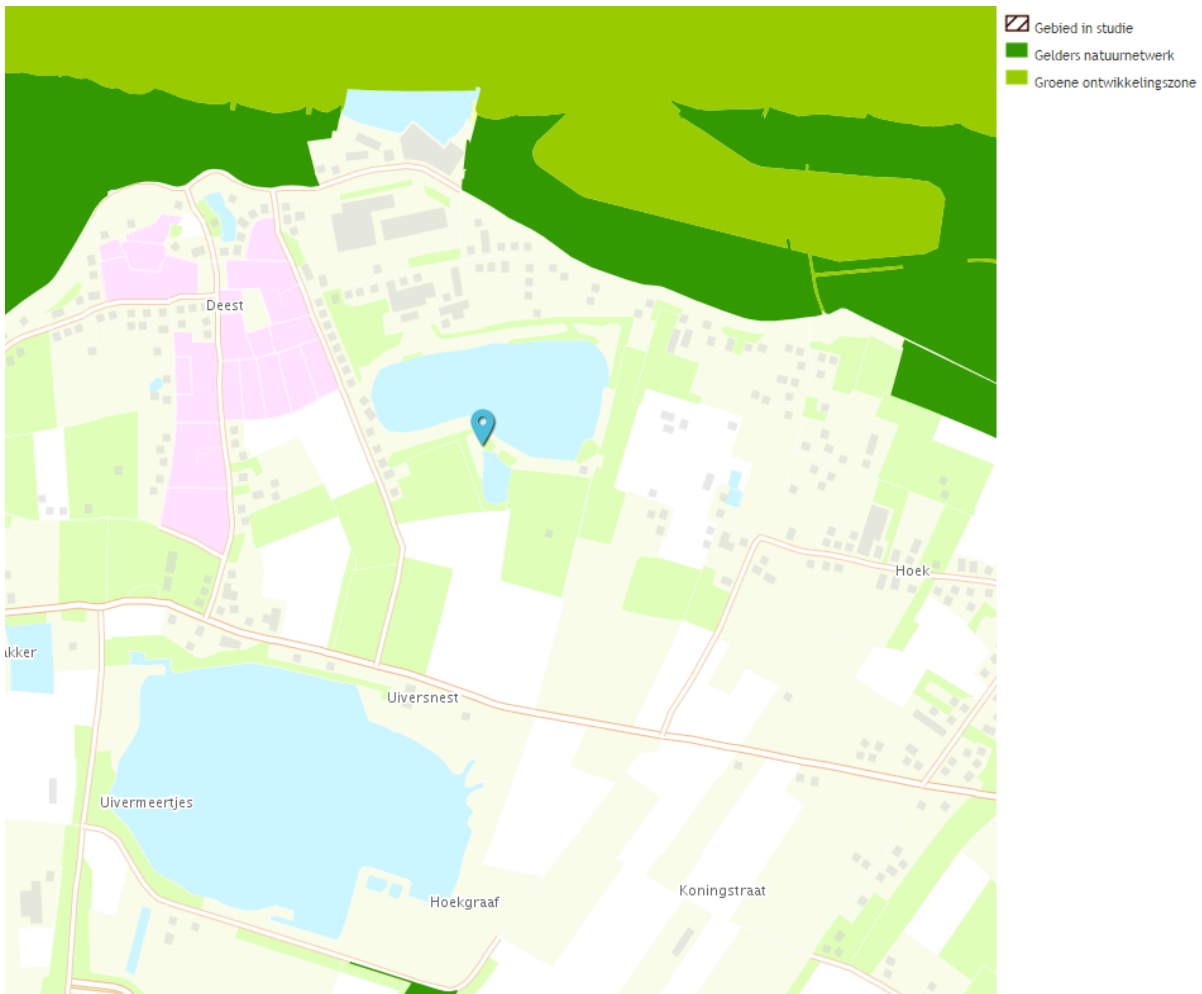 Gebied in studie
Gelders natuurnetwerk
Groene ontwikkelingszone
Deest
Hoek
akker
Uiversnest
Uivermeertjes
Koningstraat
Hoekgraaf